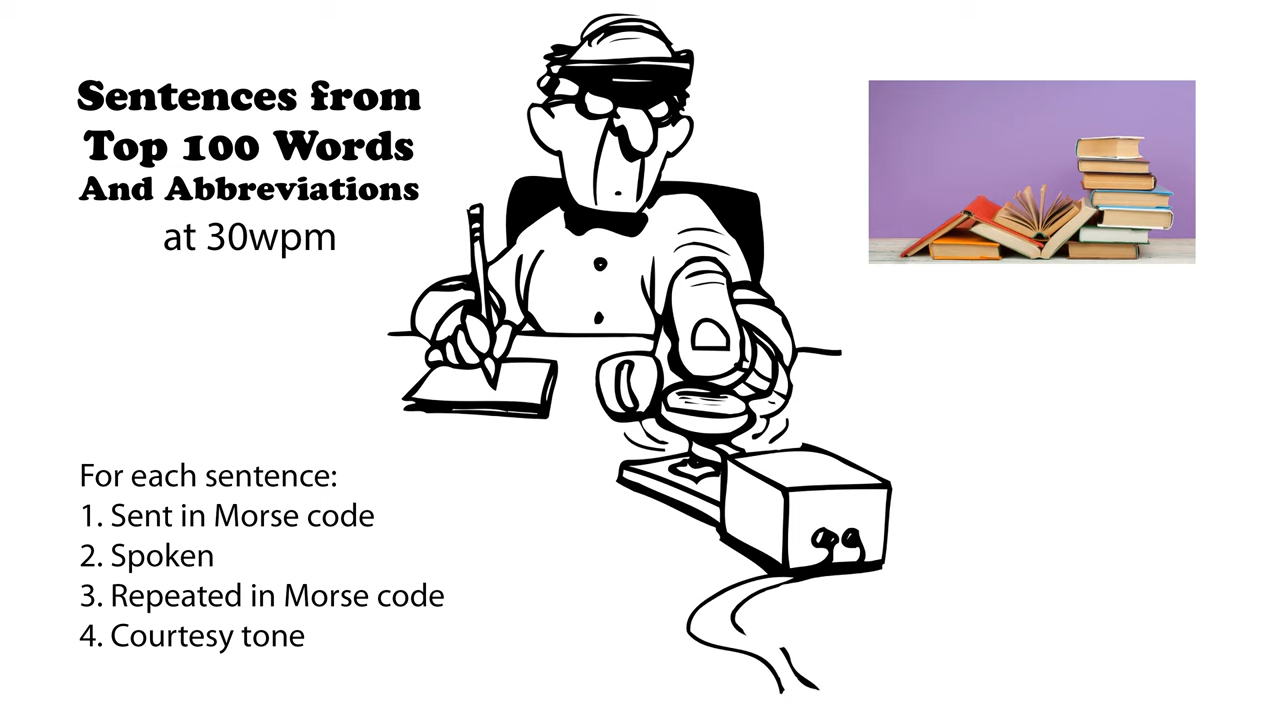 Sentences from
Top 100 Words
And Abbreviations
at 30wpm
For each sentence:
1. Sent in Morse code
2. Spoken
3. Repeated in Morse code
4. Courtesy tone